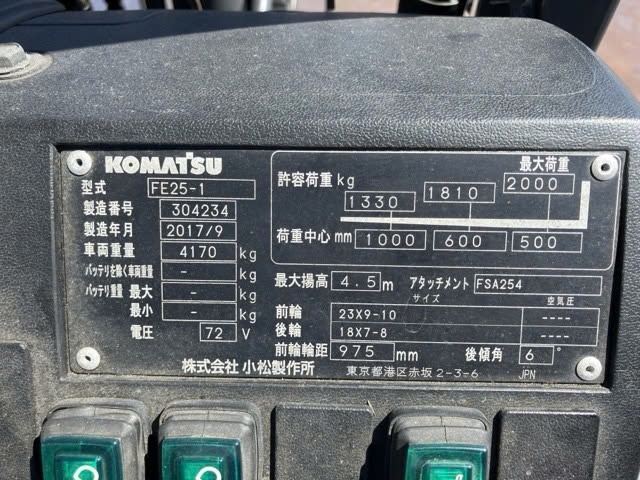 KOMATSU
型式 FE25-1
製造番号 304234
製造年月 2017/9
車両重量 4170 kg
バッテリを除く車両重量 - kg
バッテリ重量 最大 - kg
最小 - kg
電圧 72 V
最大荷重
許容荷重 kg 1330 1810 2000
荷重中心 mm 1000 600 500
最大揚高 4.5 m アタッチメント FSA254
サイズ 空気圧
前輪 23X9-10 ----
後輪 18X7-8 ----
前輪輪距 975 mm 後傾角 6 °
株式会社 小松製作所 東京都港区赤坂 2-3-6 JPN